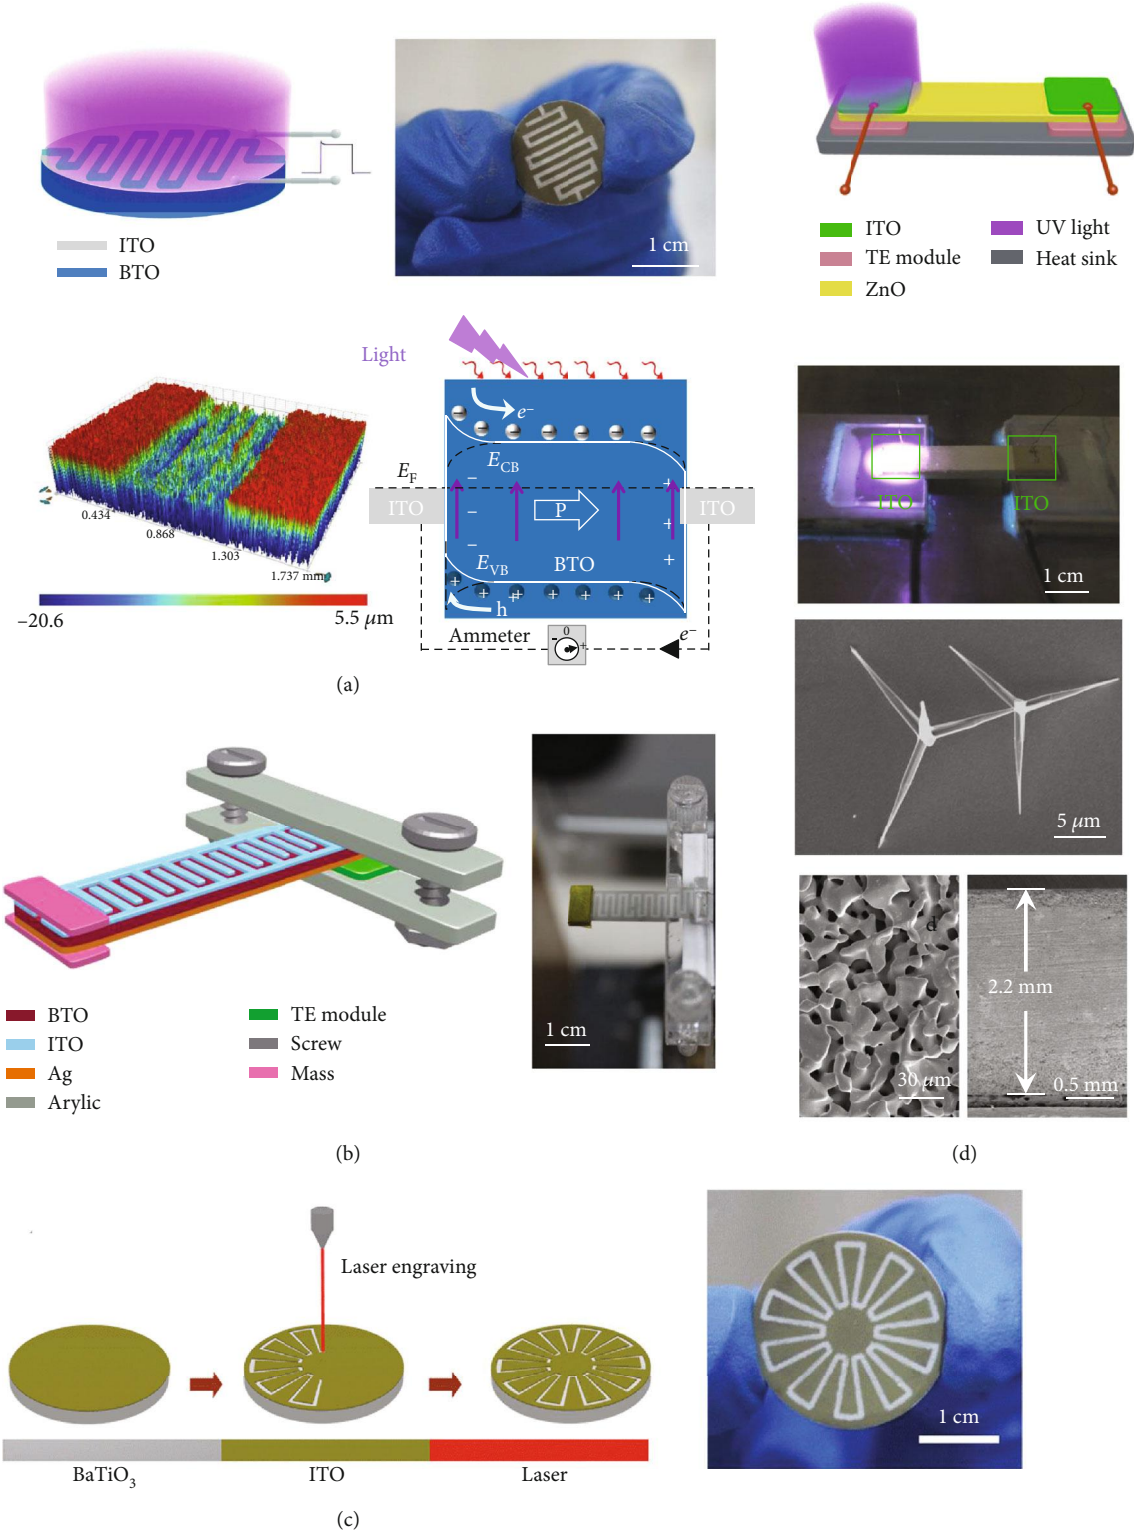 ITO
BTO
1 cm
ITO
TE module
ZnO
UV light
Heat sink
0.434
0.868
1.303
1.737 mm
−20.6
5.5 μm
Light
e⁻
E_CB
E_F
ITO
P
ITO
E_VB
BTO
h
Ammeter
0
e⁻
(a)
ITO
ITO
1 cm
5 μm
d
30 μm
2.2 mm
0.5 mm
(d)
BTO
ITO
Ag
Arylic
TE module
Screw
Mass
1 cm
(b)
Laser engraving
BaTiO₃
ITO
Laser
1 cm
(c)